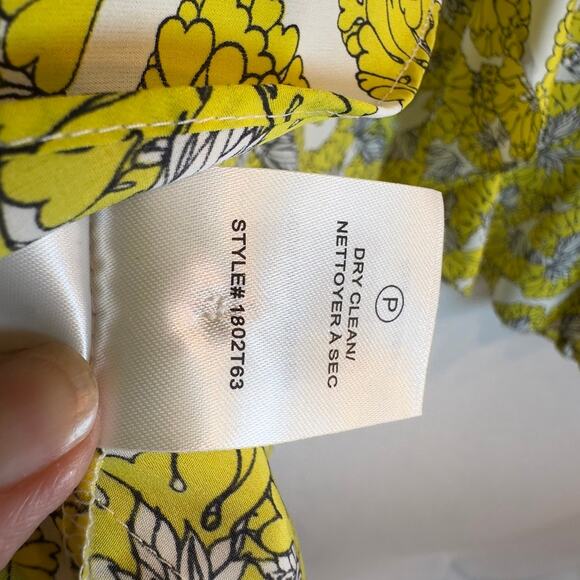 P
DRY CLEAN/
NETTOYER À SEC
STYLE# 1802T63